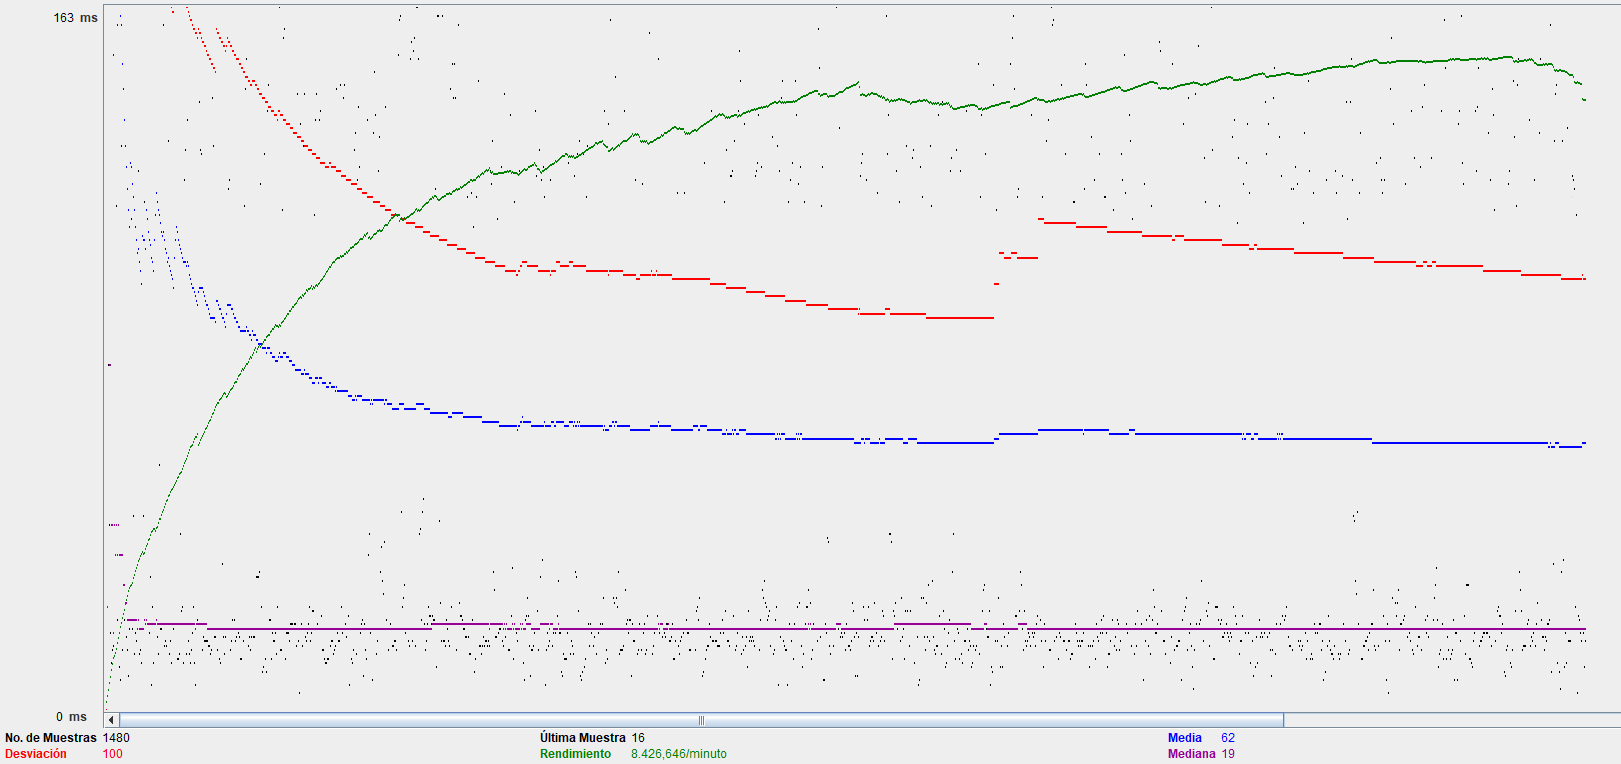 163 ms
0 ms
No. de Muestras 1480 Última Muestra 16 Media 62
Desviación 100 Rendimiento 8.426,646/minuto Mediana 19